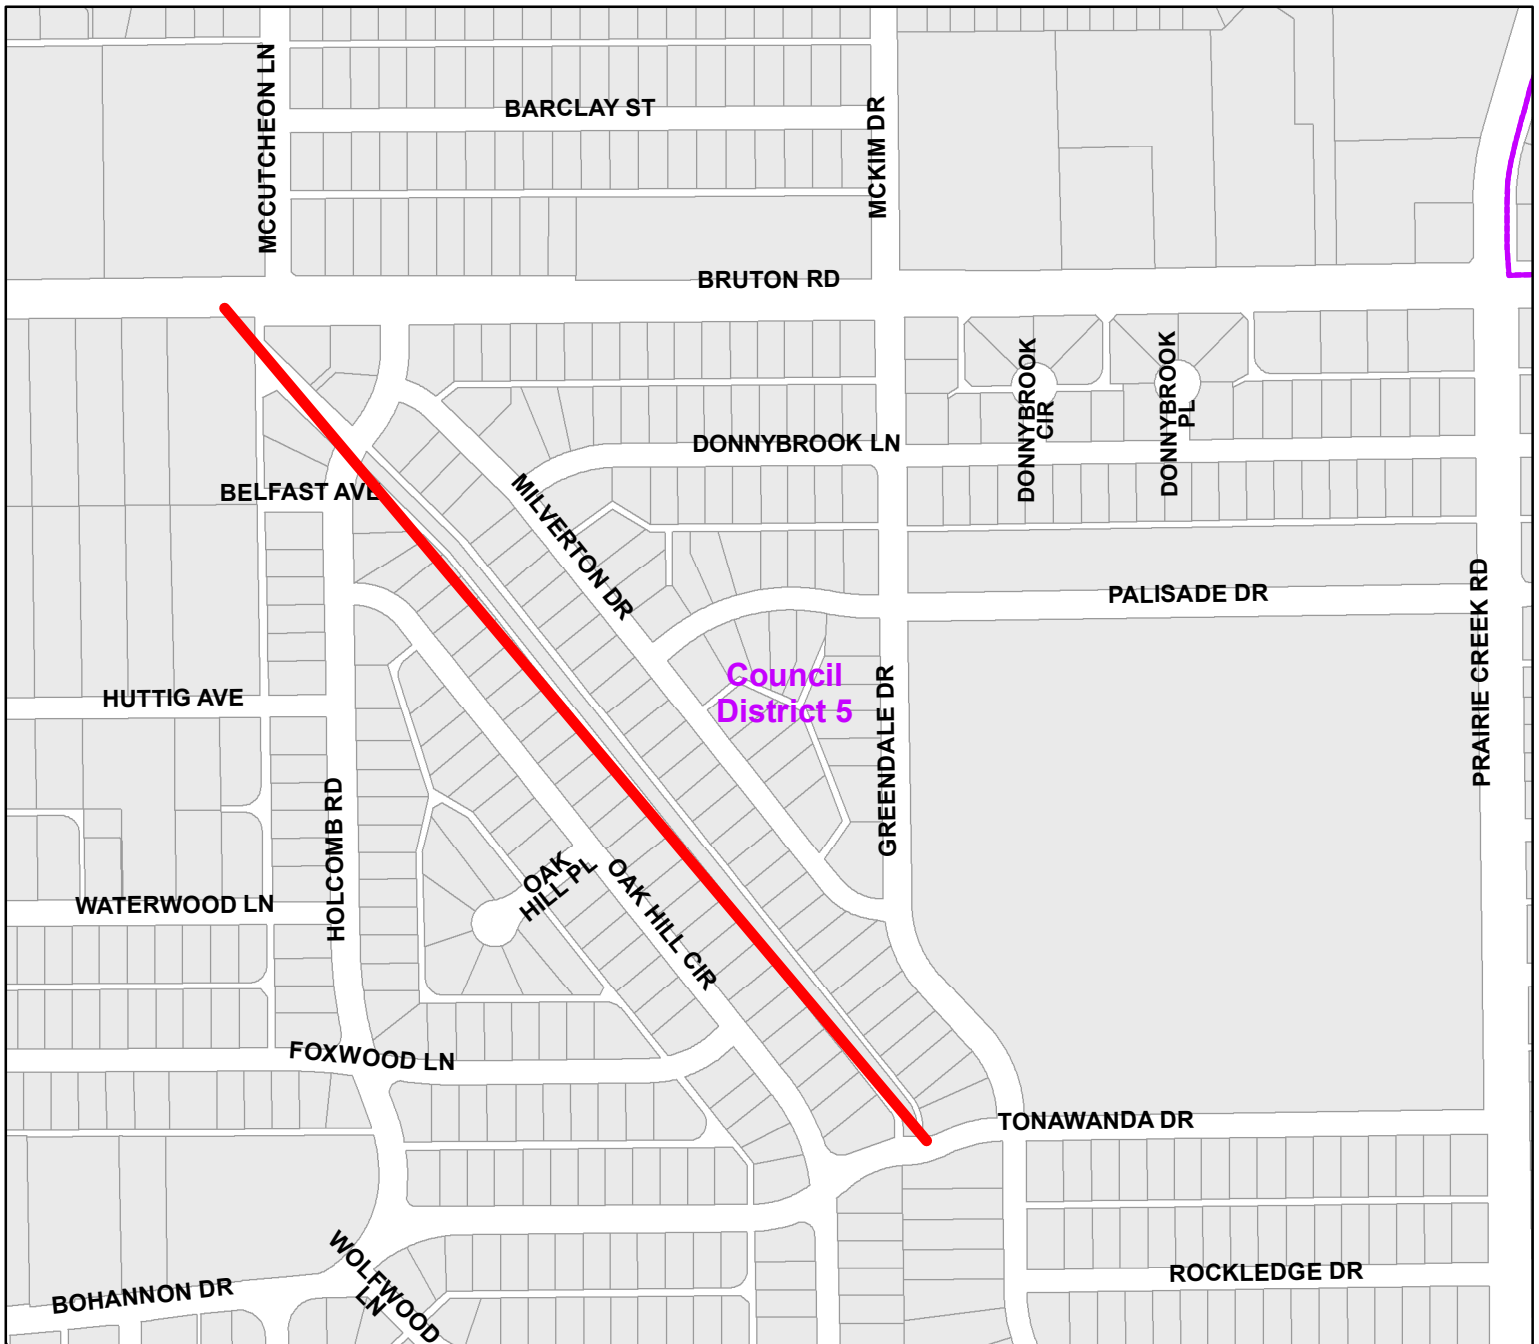 MCCUTCHEON LN
BARCLAY ST
MCKIM DR
BRUTON RD
DONNYBROOK
CIR
DONNYBROOK
PL
DONNYBROOK LN
BELFAST AVE
MILVERTON DR
PALISADE DR
PRAIRIE CREEK RD
Council
District 5
HUTTIG AVE
GREENDALE DR
HOLCOMB RD
OAK
HILL PL
OAK HILL CIR
WATERWOOD LN
FOXWOOD LN
TONAWANDA DR
WOLFWOOD
LN
BOHANNON DR
ROCKLEDGE DR